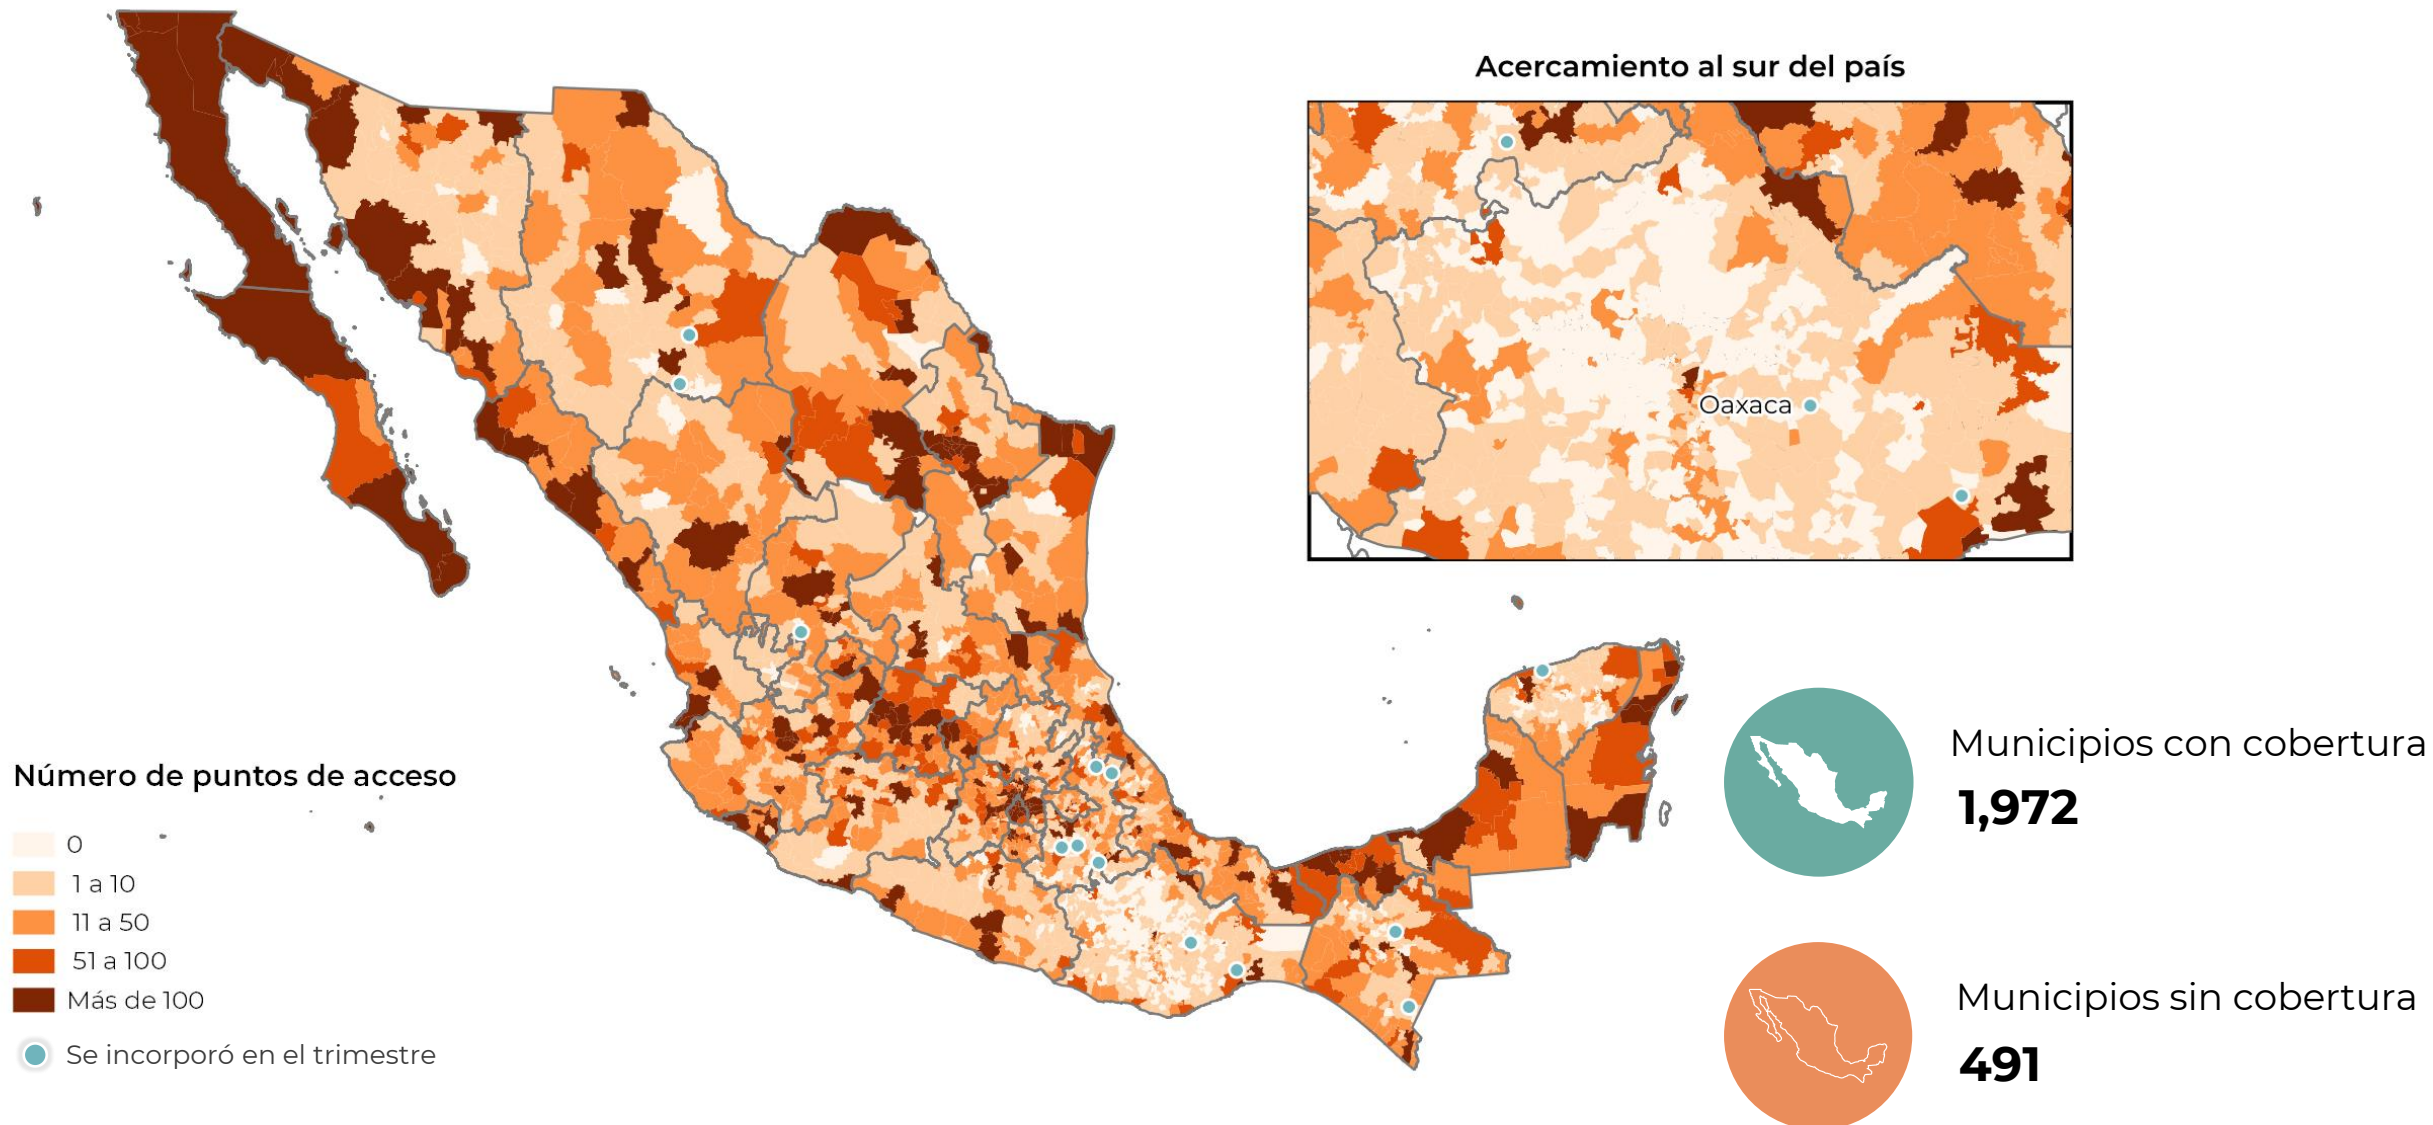 Acercamiento al sur del país
Oaxaca
Número de puntos de acceso
0
1 a 10
11 a 50
51 a 100
Más de 100
Se incorporó en el trimestre
Municipios con cobertura
1,972
Municipios sin cobertura
491